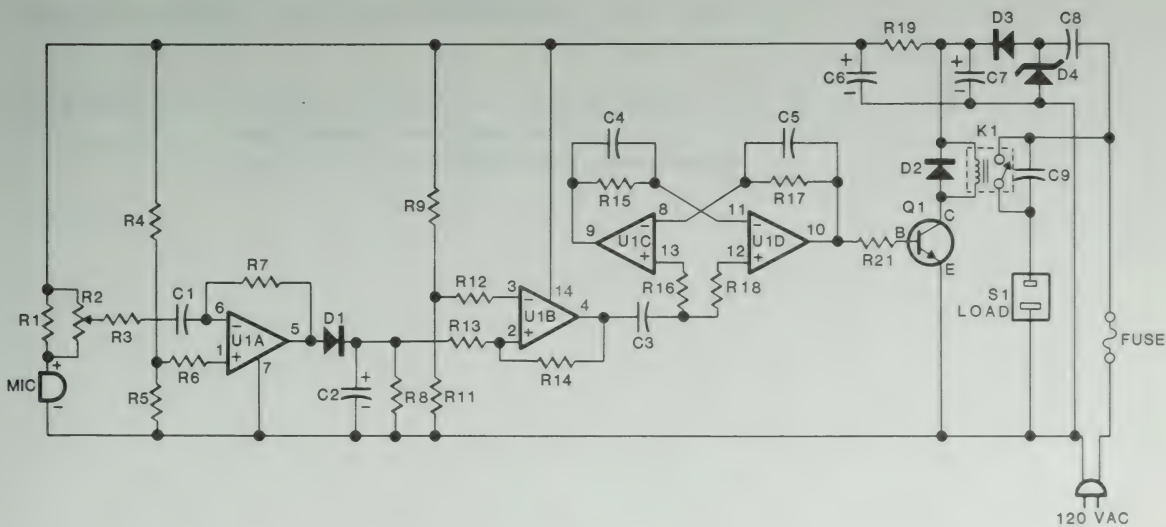 D3 C8
R19
+ + D4
C6 C7
- -
C4 C5 K1
R15 R17 D2 C9
R4 R9 8 11 Q1
9 - - 10 C
U1C U1D B
13 12
R7 R12 + + R21 E
C1 3 14 R16 R18 S1
R1 R2 6 D1 - 4 LOAD
- 5 R13 U1B
R3 U1A 2 FUSE
1 + C3
+ R6 + +
MIC 7 R14
- R5 C2 R8 R11
-
120 VAC